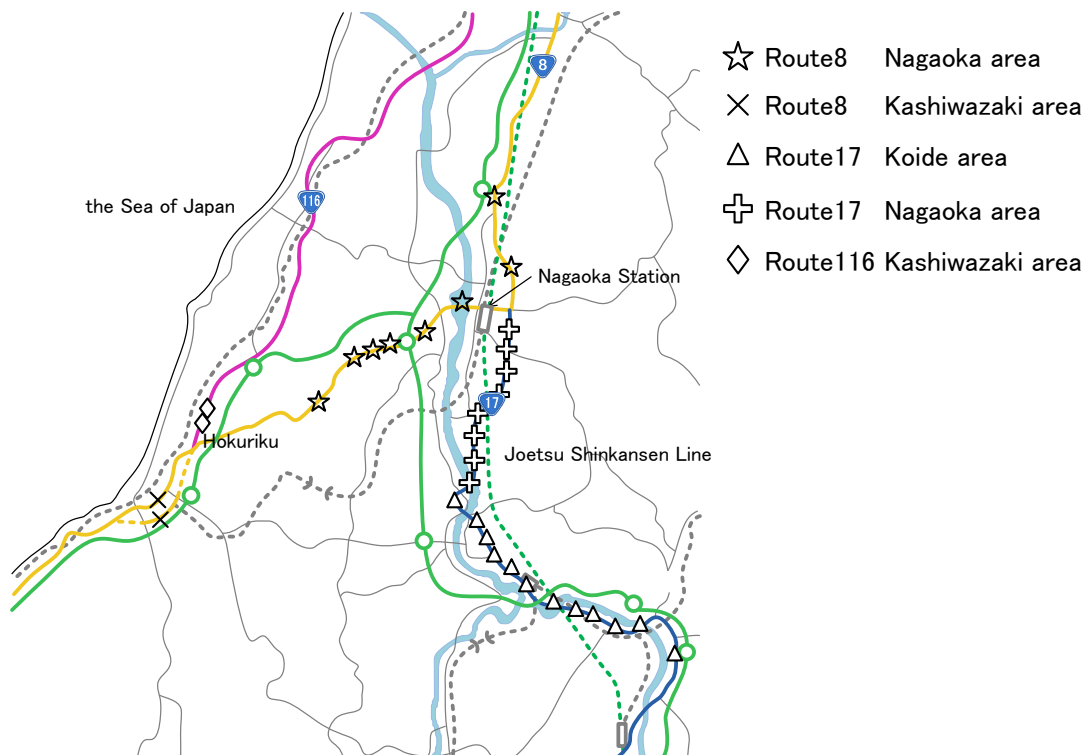 8
Route8 Nagaoka area
Route8 Kashiwazaki area
Route17 Koide area
Route17 Nagaoka area
Route116 Kashiwazaki area
116
the Sea of Japan
Nagaoka Station
17
Hokuriku
Joetsu Shinkansen Line